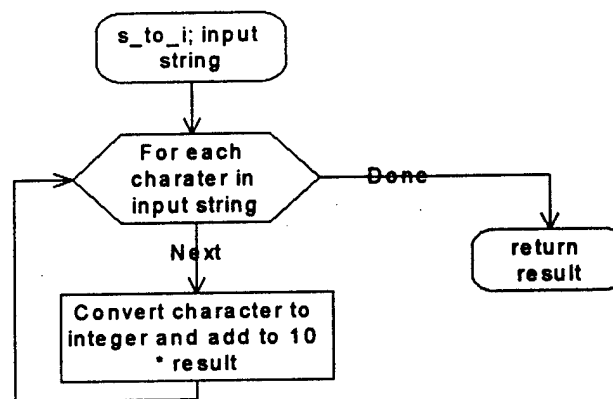 s_to_i; input
string
For each
charater in
input string
Done
Next
return
result
Convert character to
integer and add to 10
* result